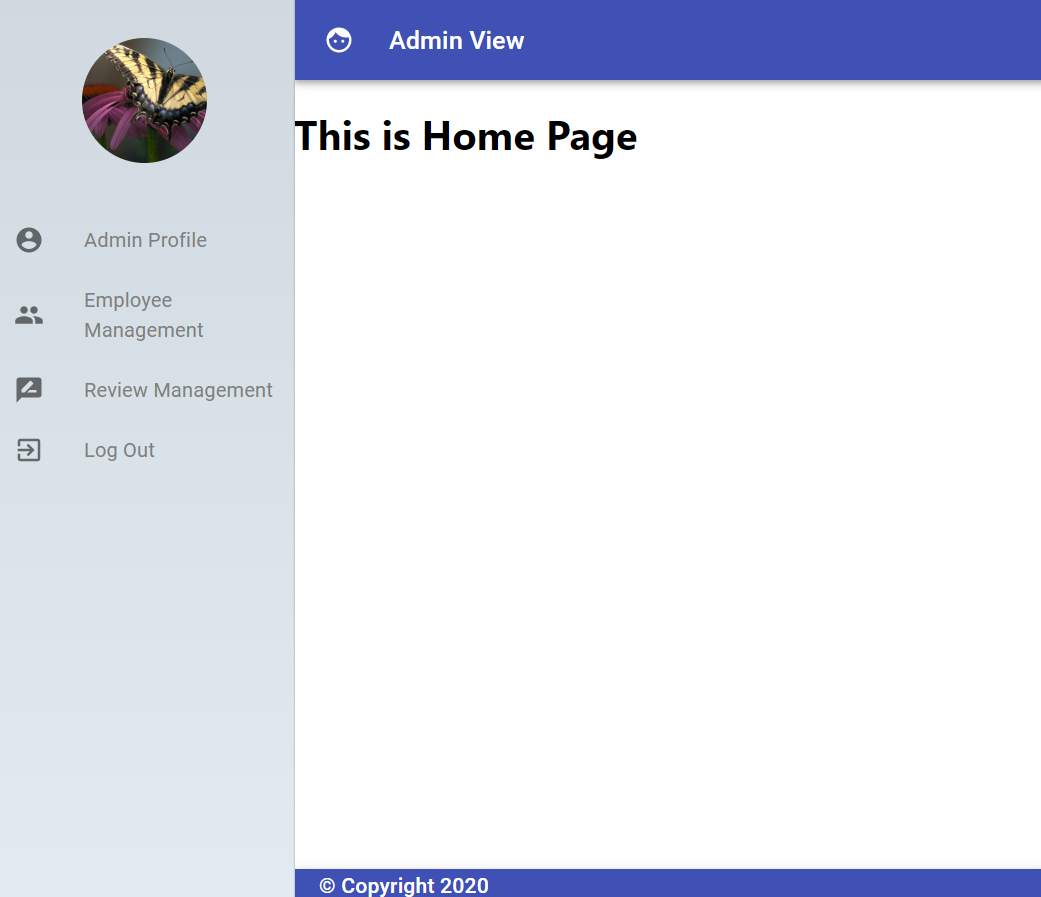 Admin View
This is Home Page
Admin Profile
Employee
Management
Review Management
Log Out
© Copyright 2020